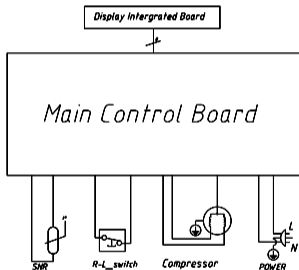 Display Intergrated Board
Main Control Board
L
N
SNR
R-L_switch
Compressor
POWER